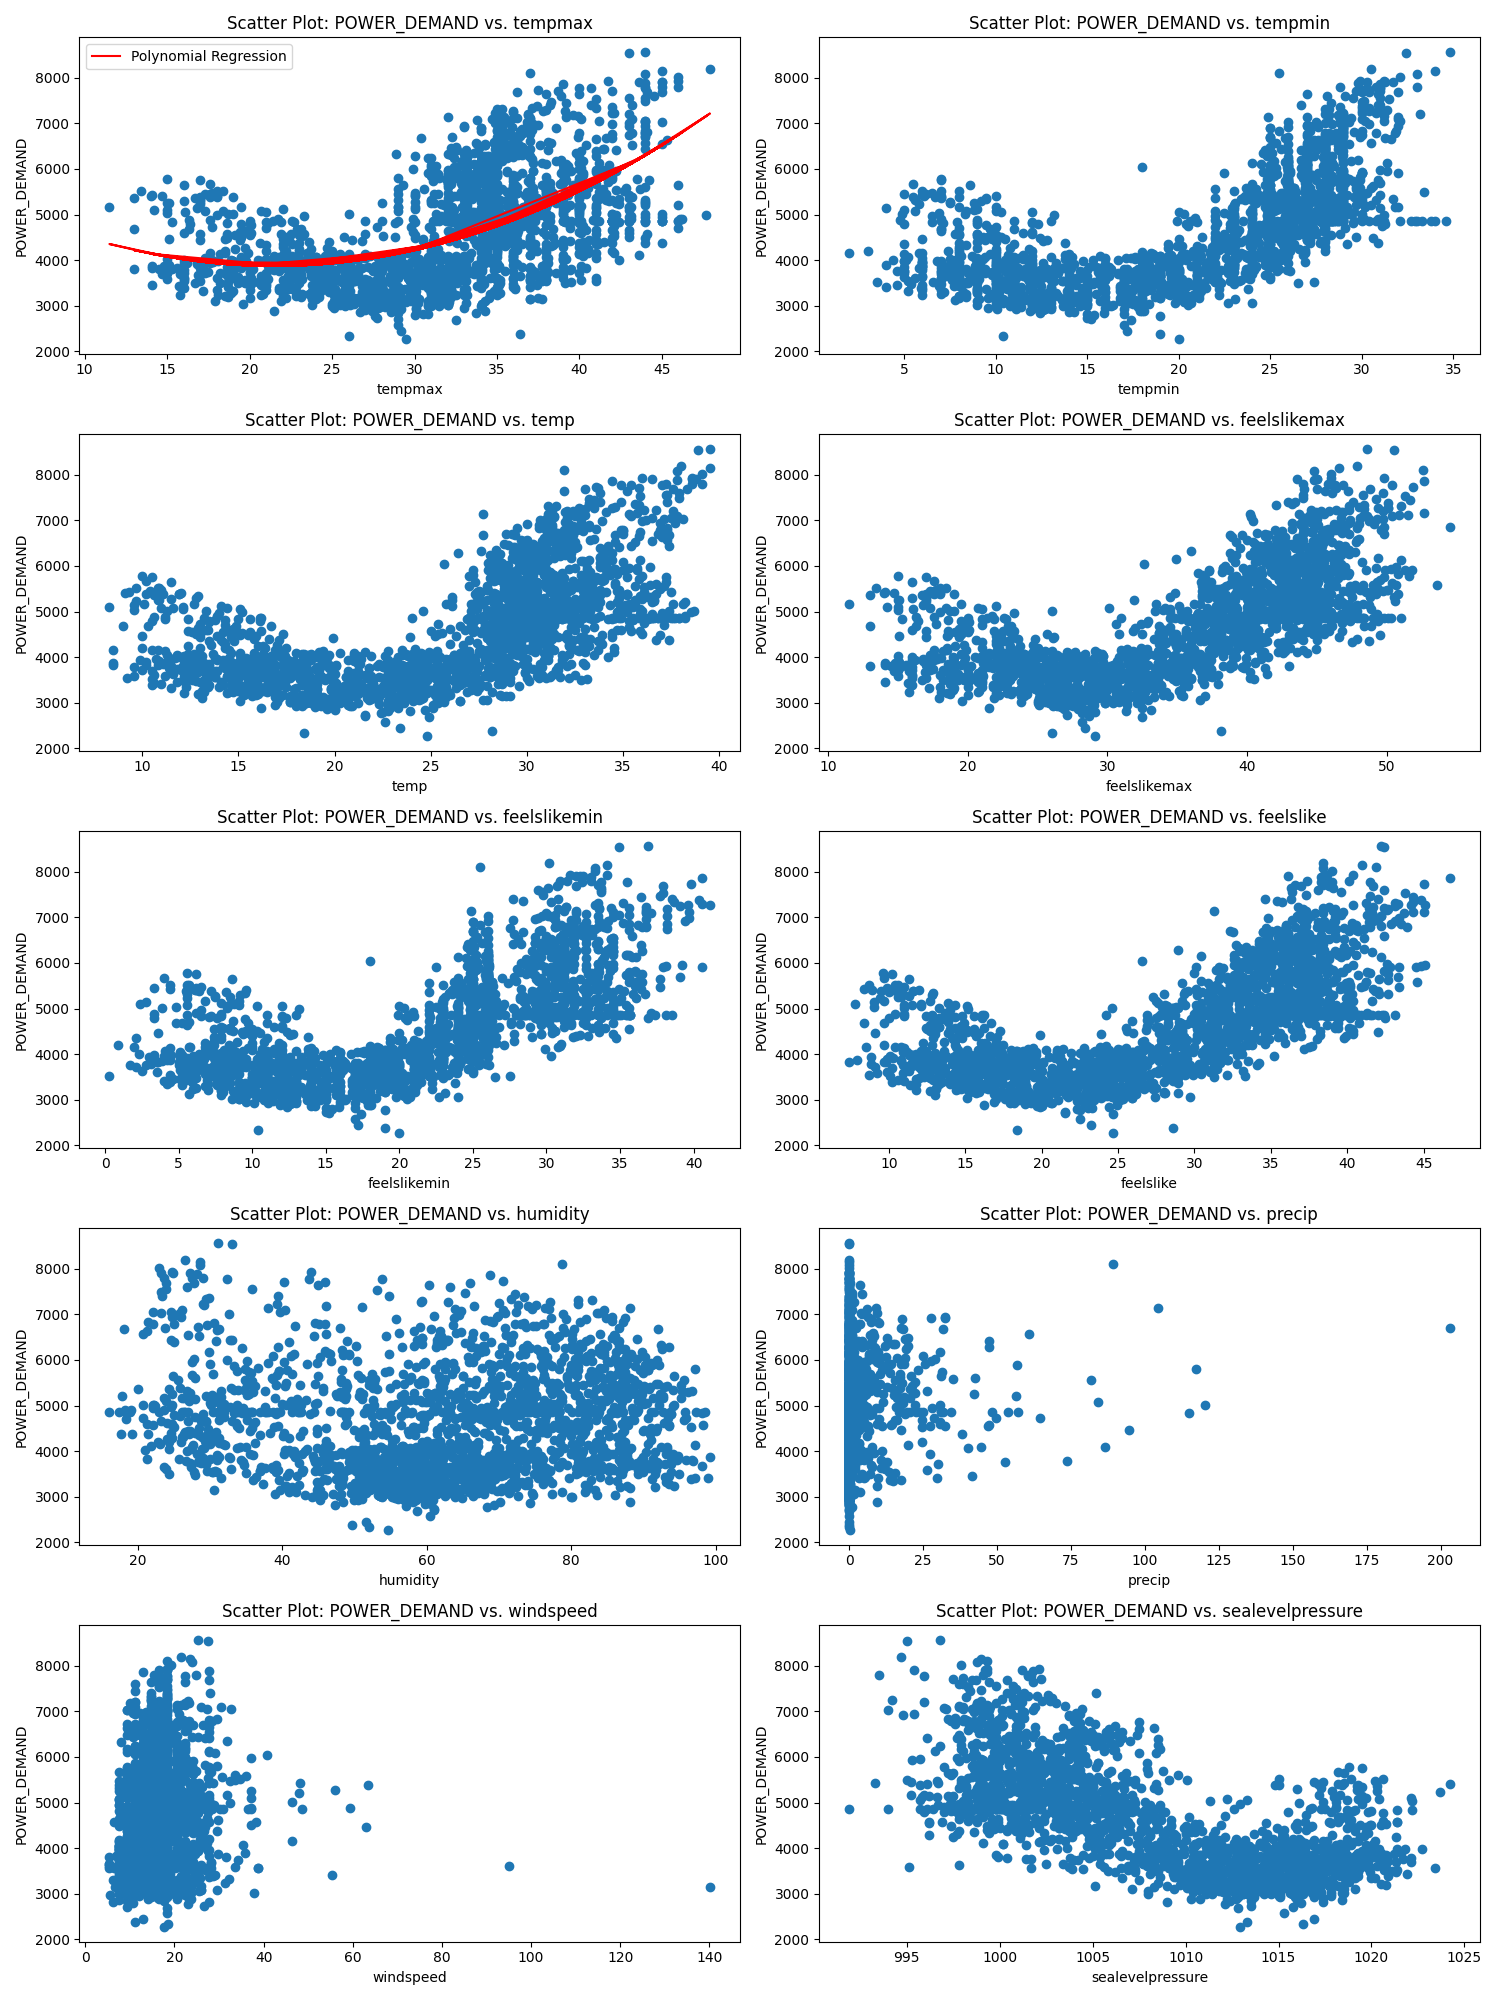 Scatter Plot: POWER_DEMAND vs. tempmax
Polynomial Regression
POWER_DEMAND
8000
7000
6000
5000
4000
3000
2000
10 15 20 25 30 35 40 45
tempmax
Scatter Plot: POWER_DEMAND vs. tempmin
POWER_DEMAND
8000
7000
6000
5000
4000
3000
2000
5 10 15 20 25 30 35
tempmin
Scatter Plot: POWER_DEMAND vs. temp
POWER_DEMAND
8000
7000
6000
5000
4000
3000
2000
10 15 20 25 30 35 40
temp
Scatter Plot: POWER_DEMAND vs. feelslikemax
POWER_DEMAND
8000
7000
6000
5000
4000
3000
2000
10 20 30 40 50
feelslikemax
Scatter Plot: POWER_DEMAND vs. feelslikemin
POWER_DEMAND
8000
7000
6000
5000
4000
3000
2000
0 5 10 15 20 25 30 35 40
feelslikemin
Scatter Plot: POWER_DEMAND vs. feelslike
POWER_DEMAND
8000
7000
6000
5000
4000
3000
2000
10 15 20 25 30 35 40 45
feelslike
Scatter Plot: POWER_DEMAND vs. humidity
POWER_DEMAND
8000
7000
6000
5000
4000
3000
2000
20 40 60 80 100
humidity
Scatter Plot: POWER_DEMAND vs. precip
POWER_DEMAND
8000
7000
6000
5000
4000
3000
2000
0 25 50 75 100 125 150 175 200
precip
Scatter Plot: POWER_DEMAND vs. windspeed
POWER_DEMAND
8000
7000
6000
5000
4000
3000
2000
0 20 40 60 80 100 120 140
windspeed
Scatter Plot: POWER_DEMAND vs. sealevelpressure
POWER_DEMAND
8000
7000
6000
5000
4000
3000
2000
995 1000 1005 1010 1015 1020 1025
sealevelpressure